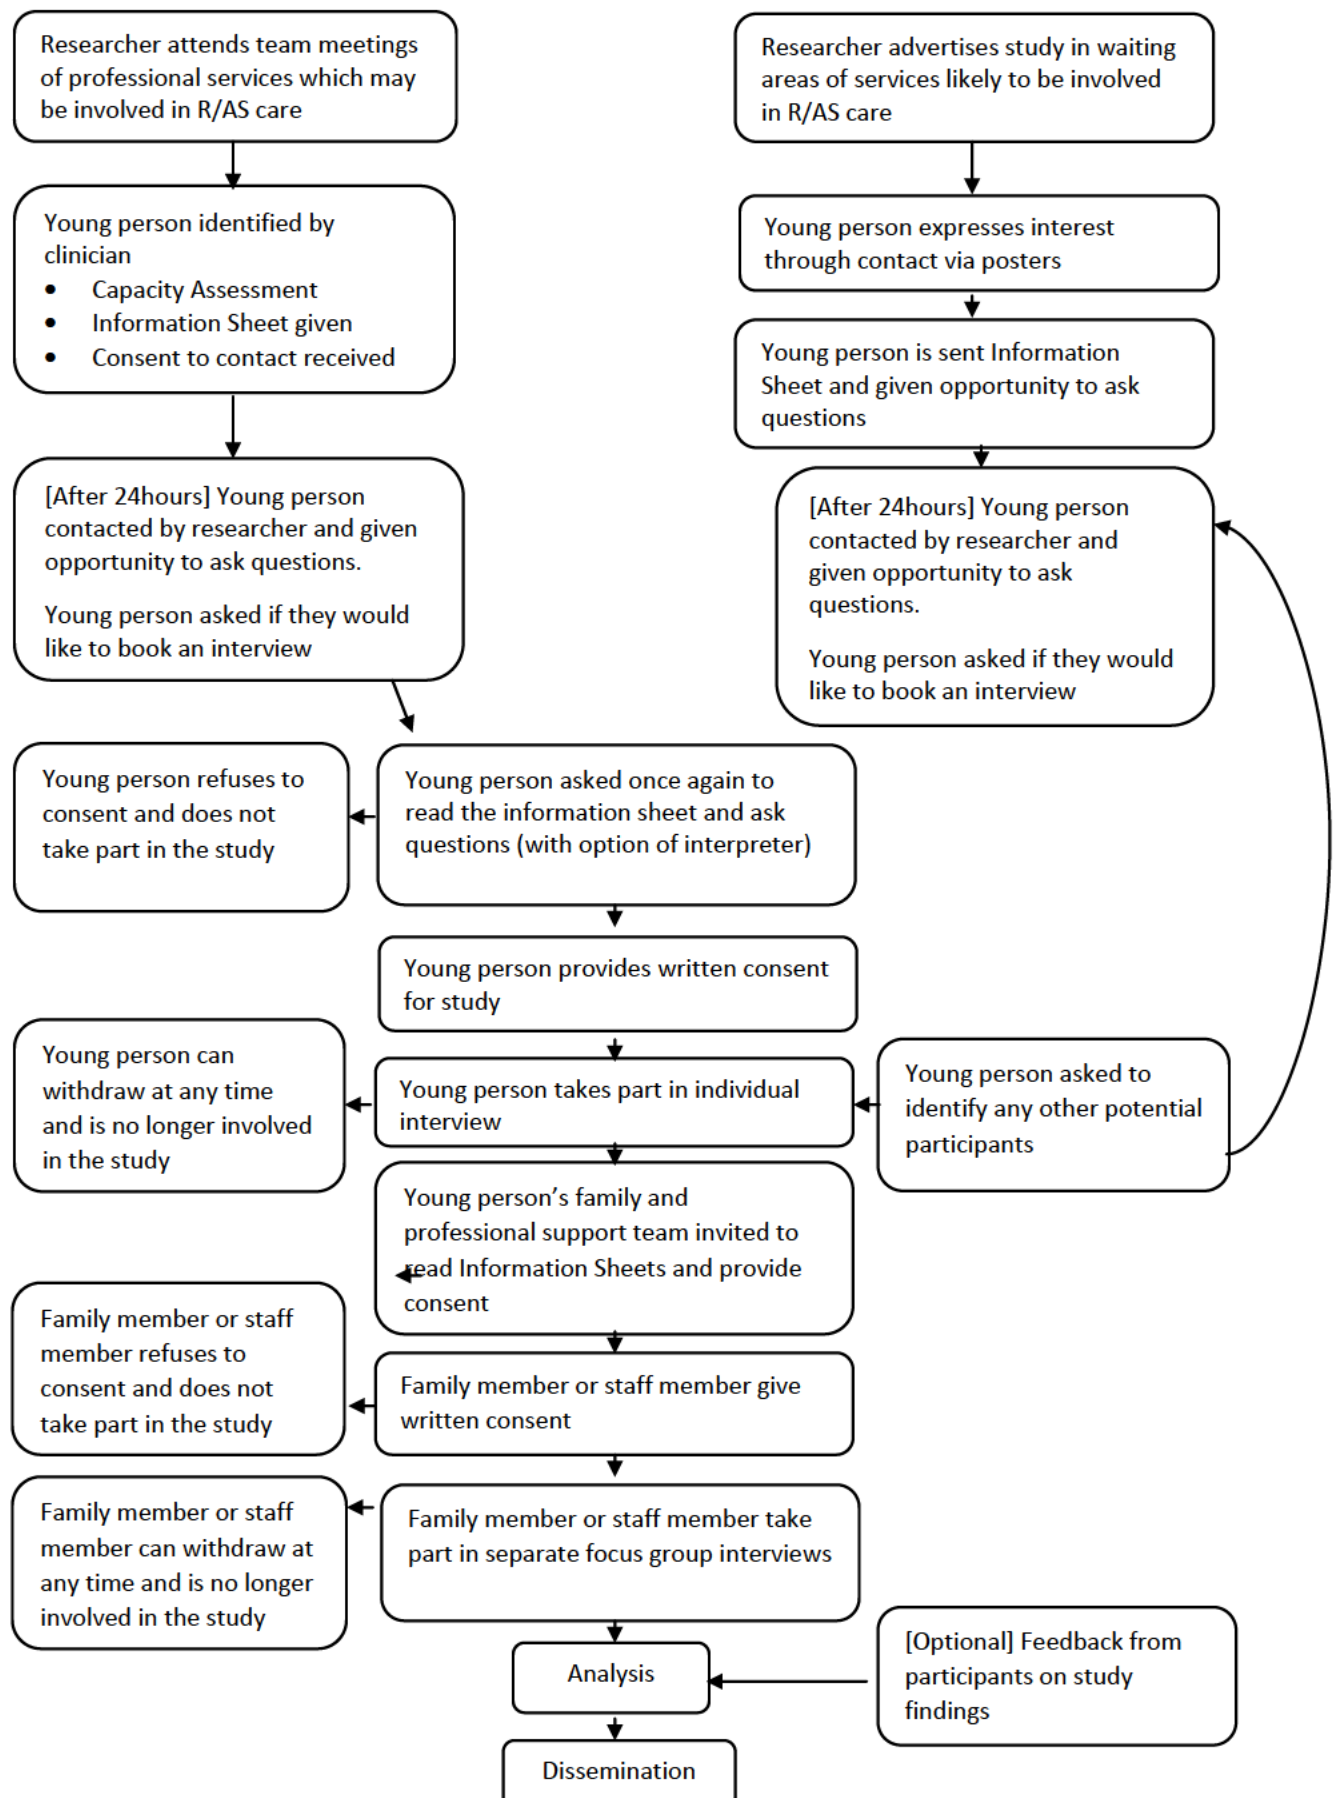 Researcher attends team meetings
of professional services which may
be involved in R/AS care
Researcher advertises study in waiting
areas of services likely to be involved
in R/AS care
Young person identified by
clinician
• Capacity Assessment
• Information Sheet given
• Consent to contact received
Young person expresses interest
through contact via posters
Young person is sent Information
Sheet and given opportunity to ask
questions
[After 24hours] Young person
contacted by researcher and given
opportunity to ask questions.
Young person asked if they would
like to book an interview
[After 24hours] Young person
contacted by researcher and
given opportunity to ask
questions.
Young person asked if they would
like to book an interview
Young person refuses to
consent and does not
take part in the study
Young person asked once again to
read the information sheet and ask
questions (with option of interpreter)
Young person provides written consent
for study
Young person can
withdraw at any time
and is no longer involved
in the study
Young person takes part in individual
interview
Young person asked to
identify any other potential
participants
Young person’s family and
professional support team invited to
read Information Sheets and provide
consent
Family member or staff
member refuses to
consent and does not
take part in the study
Family member or staff member give
written consent
Family member or staff
member can withdraw at
any time and is no longer
involved in the study
Family member or staff member take
part in separate focus group interviews
[Optional] Feedback from
participants on study
findings
Analysis
Dissemination